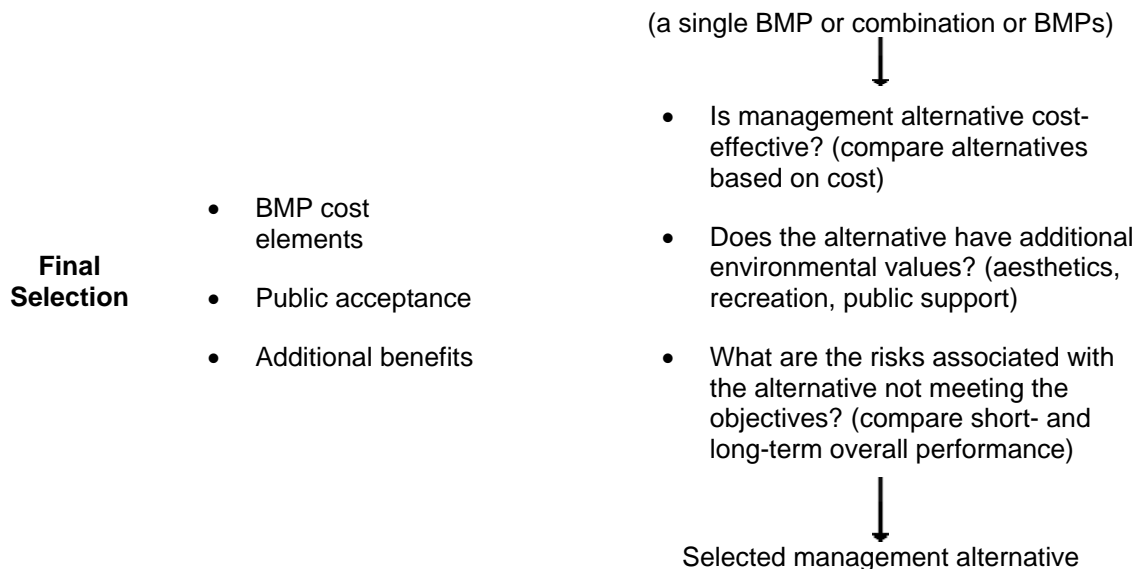 (a single BMP or combination or BMPs)
Final
Selection
• BMP cost
elements
• Public acceptance
• Additional benefits
• Is management alternative cost-
effective? (compare alternatives
based on cost)
• Does the alternative have additional
environmental values? (aesthetics,
recreation, public support)
• What are the risks associated with
the alternative not meeting the
objectives? (compare short- and
long-term overall performance)
Selected management alternative